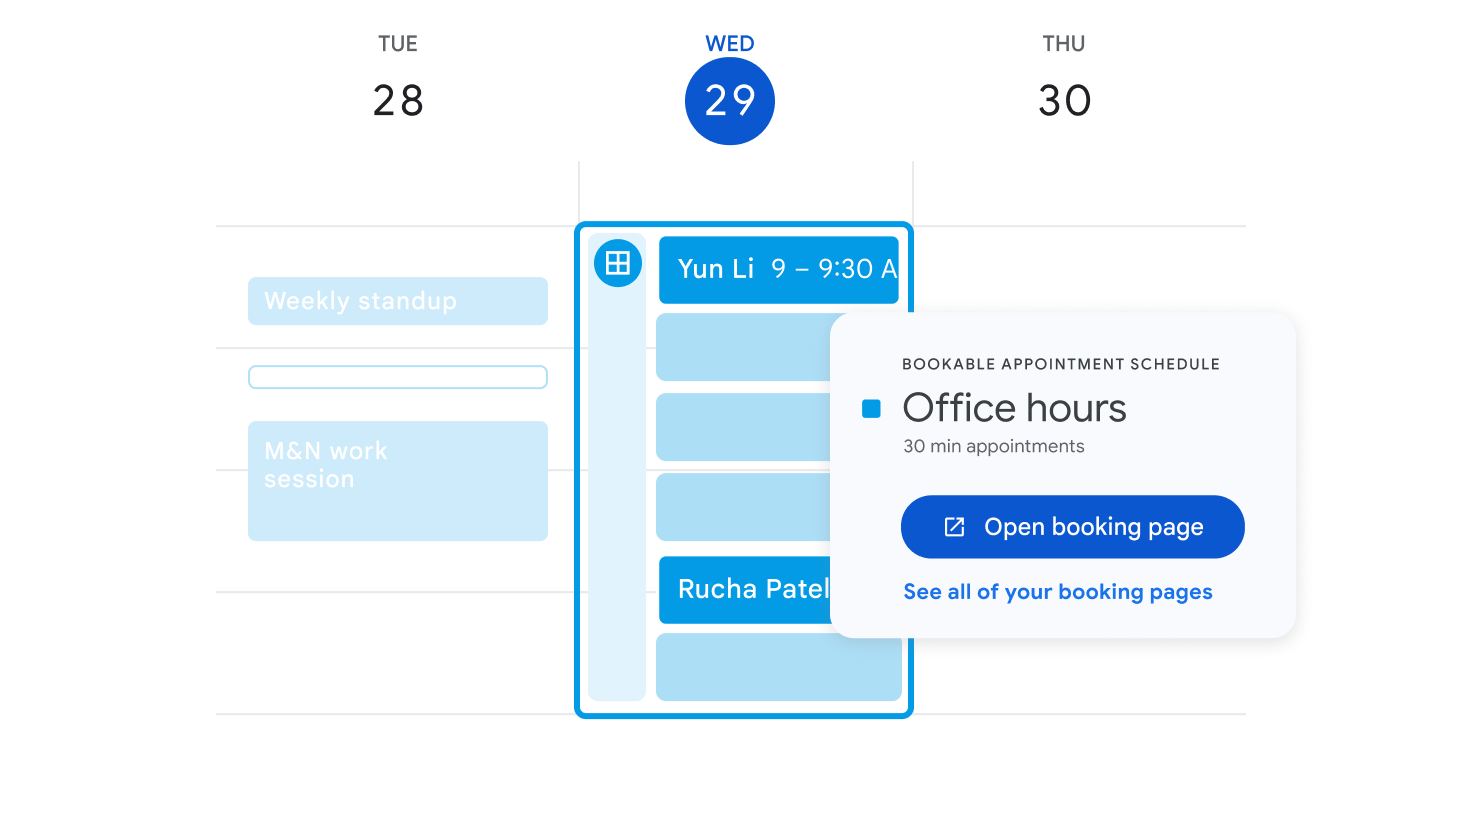 TUE
WED
THU
28
29
30
Weekly standup
M&N work
session
Yun Li 9 – 9:30 A
Rucha Patel
BOOKABLE APPOINTMENT SCHEDULE
Office hours
30 min appointments
Open booking page
See all of your booking pages